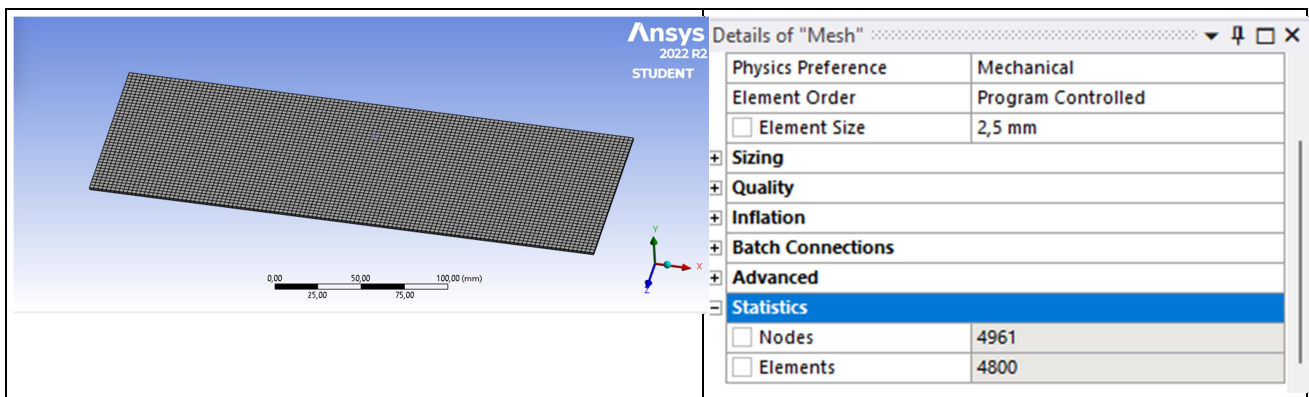 Ansys
2022 R2
STUDENT
Y
X
Z
0,00 50,00 100,00 (mm)
25,00 75,00
Details of "Mesh"
Physics Preference Mechanical
Element Order Program Controlled
Element Size 2,5 mm
Sizing
Quality
Inflation
Batch Connections
Advanced
Statistics
Nodes 4961
Elements 4800